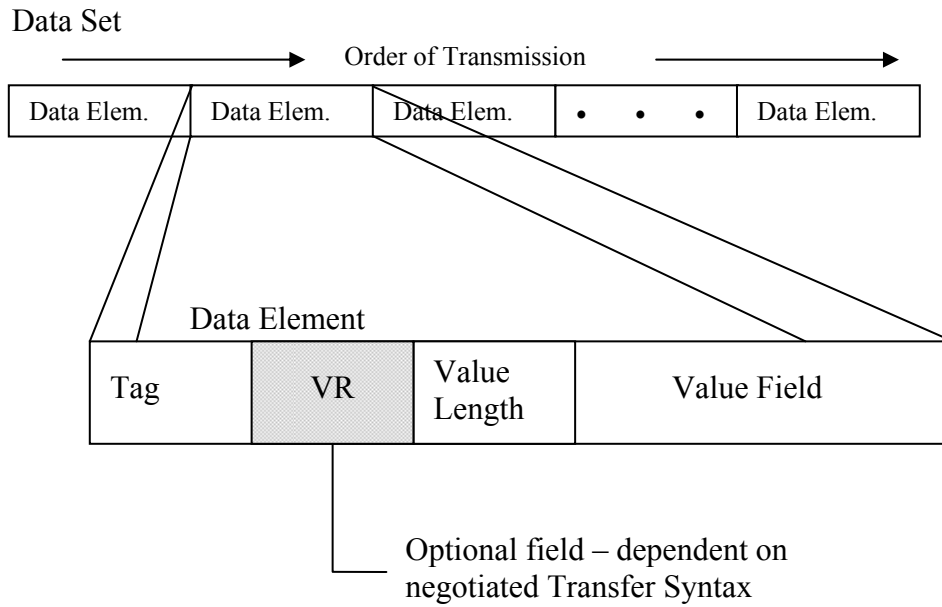 Data Set
Order of Transmission
Data Elem. Data Elem. Data Elem. • • • Data Elem.
Data Element
Tag VR Value Length Value Field
Optional field – dependent on
negotiated Transfer Syntax